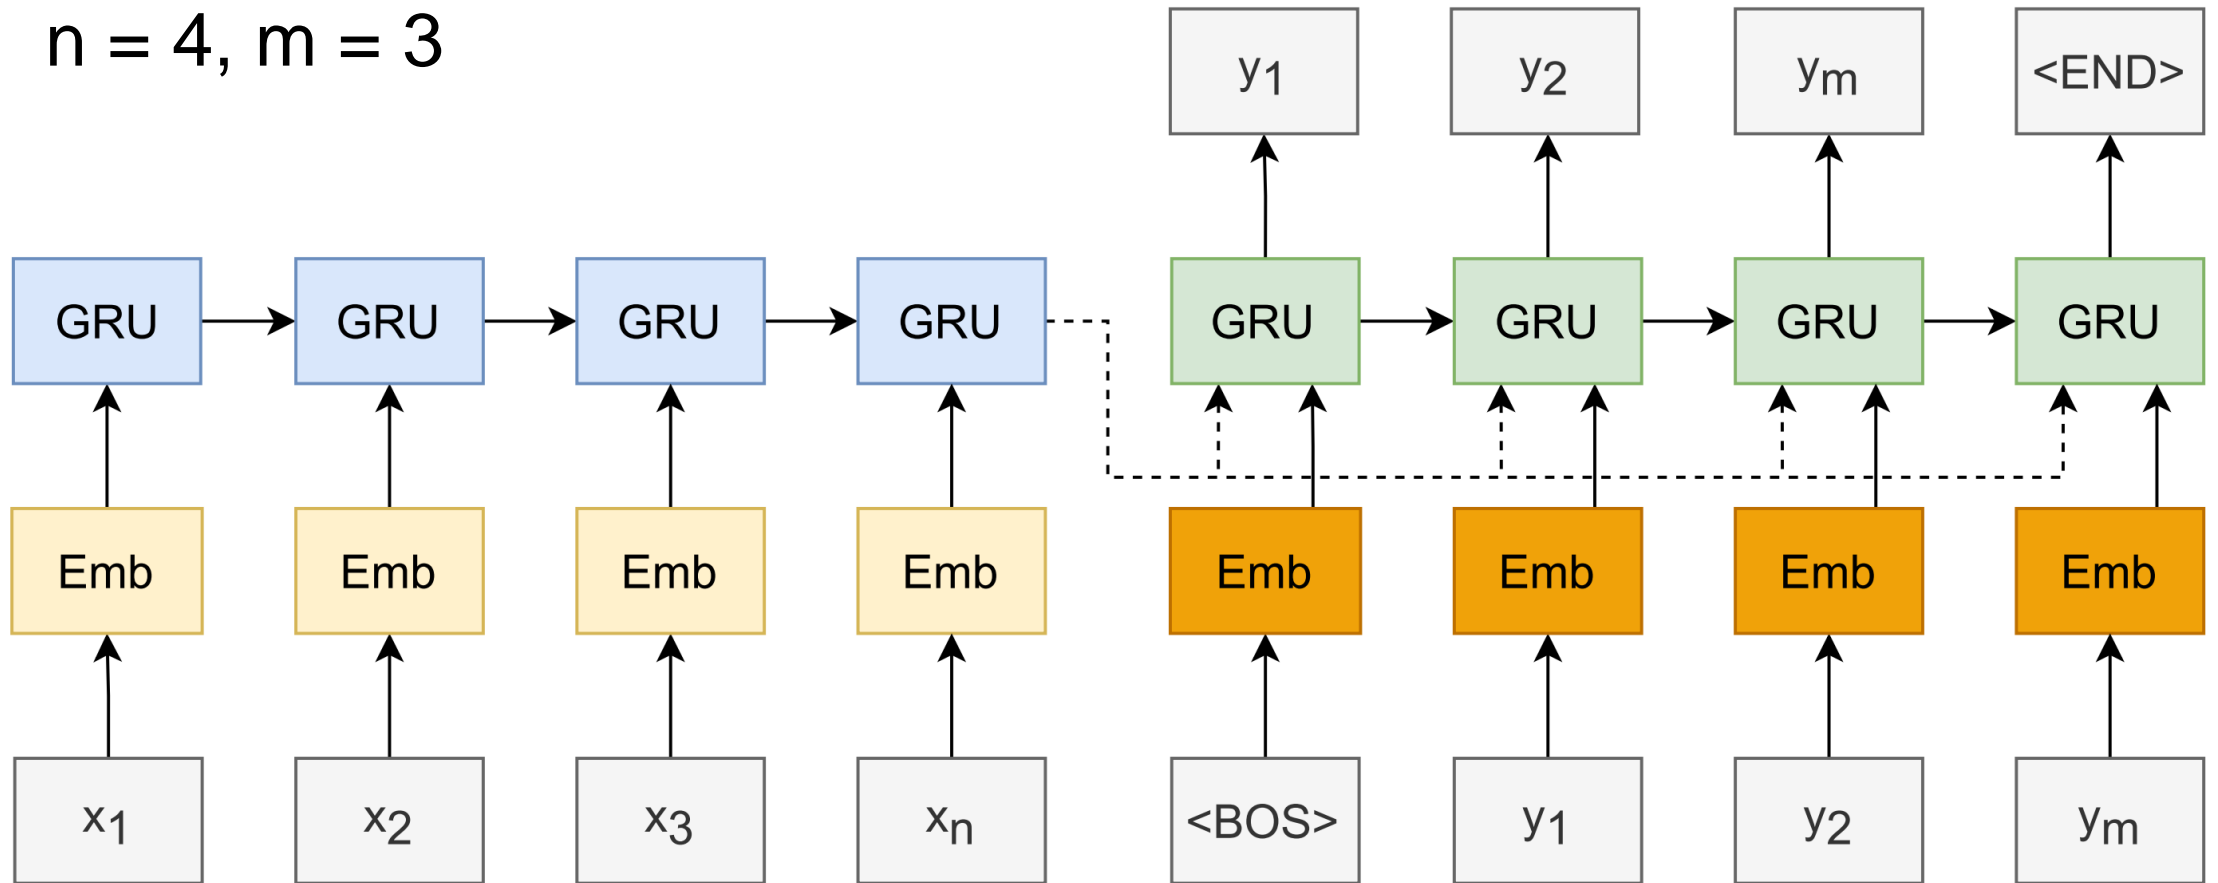 n = 4, m = 3
y1 y2 ym <END>
GRU GRU GRU GRU GRU GRU GRU GRU
Emb Emb Emb Emb Emb Emb Emb Emb
x1 x2 x3 xn <BOS> y1 y2 ym